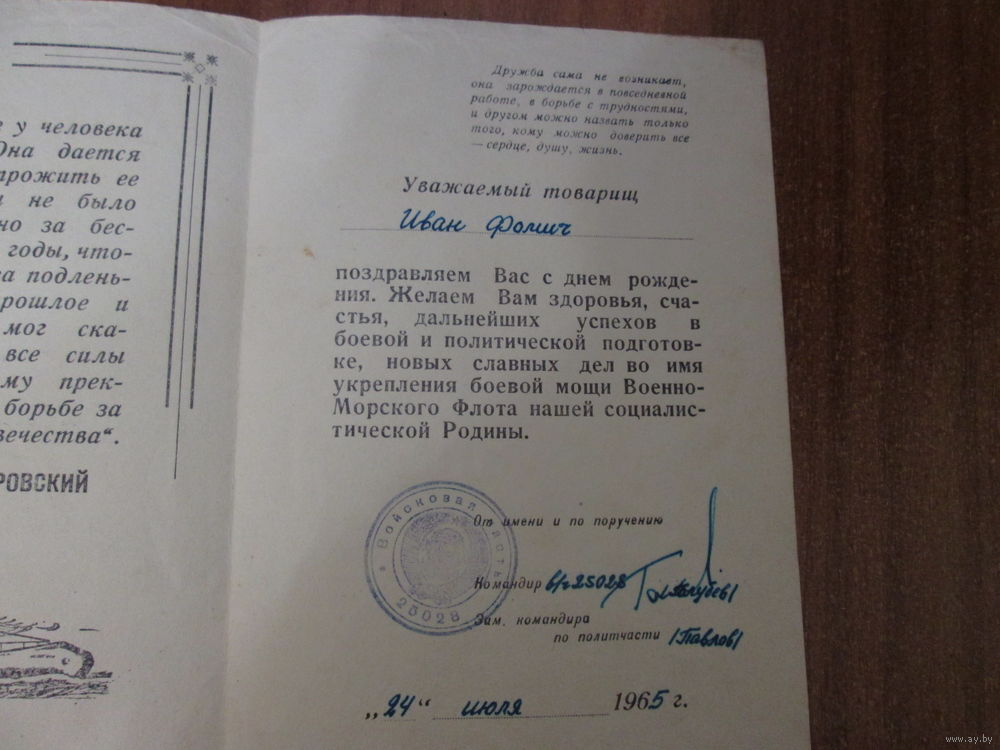 е у человека
Она дается
прожить ее
и не было
но за бес-
годы, что-
за подлень-
прошлое и
мог ска-
все силы
му прек-
борьбе за
вечества“.
РОВСКИЙ
Дружба сама не возникает,
она зарождается в повседневной
работе, в борьбе с трудностями,
и другом можно назвать только
того, кому можно доверить все
— сердце, душу, жизнь.
Уважаемый товарищ
Иван Фомич
поздравляем Вас с днем рожде-
ния. Желаем Вам здоровья, сча-
стья, дальнейших успехов в
боевой и политической подготов-
ке, новых славных дел во имя
укрепления боевой мощи Военно-
Морского Флота нашей социалис-
тической Родины.
Войсковая часть
25028
От имени и по поручению
Командир в/ч 25028 /Голубев/
Зам. командира
по политчасти /Павлов/
„24“ июля 1965 г.
www.ay.by